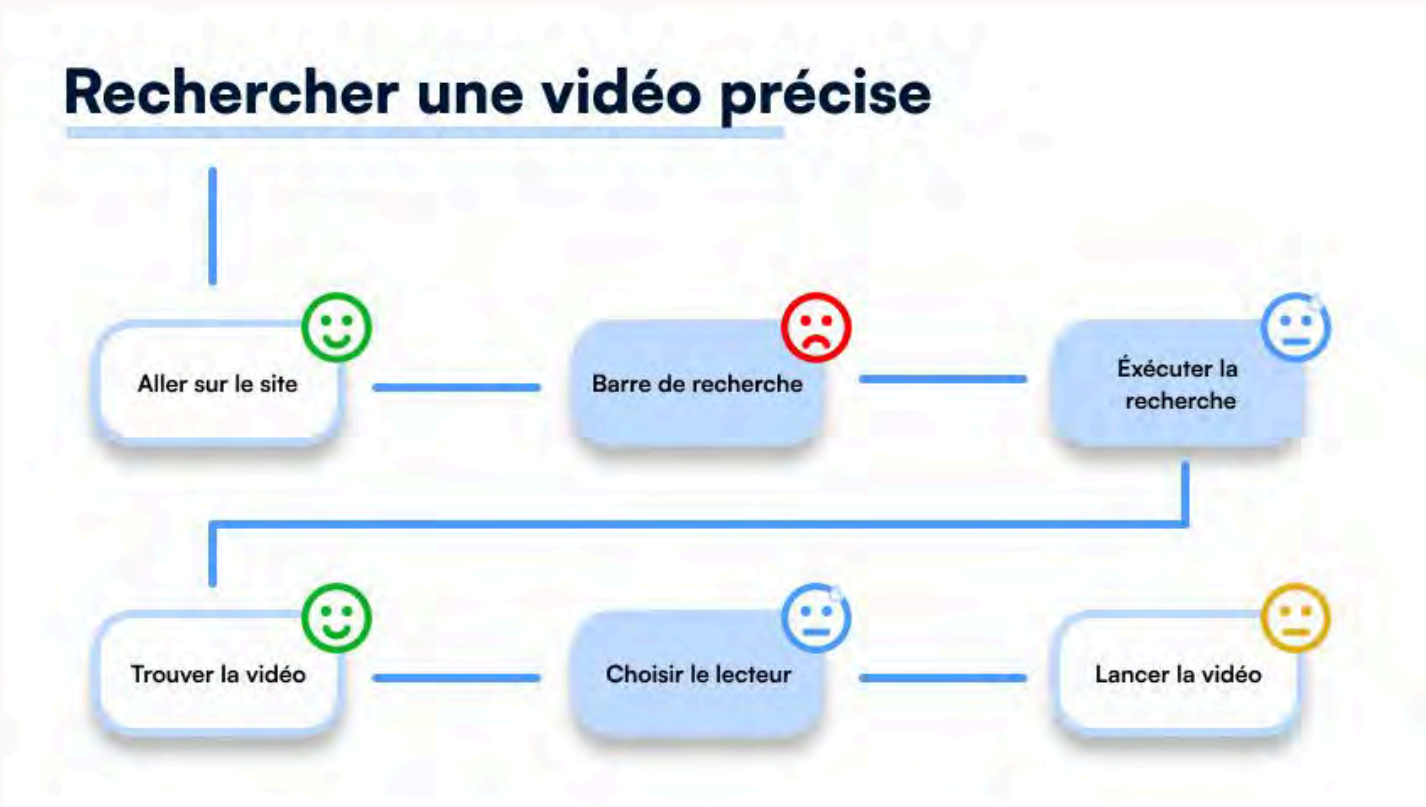 Rechercher une vidéo précise
Aller sur le site
Barre de recherche
Éxécuter la
recherche
Trouver la vidéo
Choisir le lecteur
Lancer la vidéo